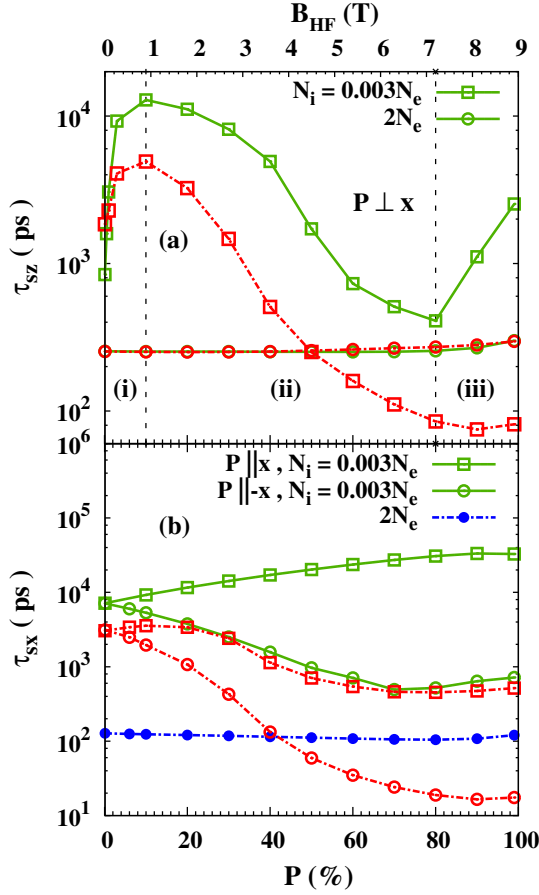 B_HF (T)
0 1 2 3 4 5 6 7 8 9
N_i = 0.003N_e
2N_e
10^4
P ⊥ x
(a)
τ_sz ( ps)
10^3
(i) (ii) (iii)
10^2
10^6
P ||x , N_i = 0.003N_e
P ||-x , N_i = 0.003N_e
2N_e
(b)
10^5
τ_sx ( ps)
10^4
10^3
10^2
10^1
0 20 40 60 80 100
P (%)